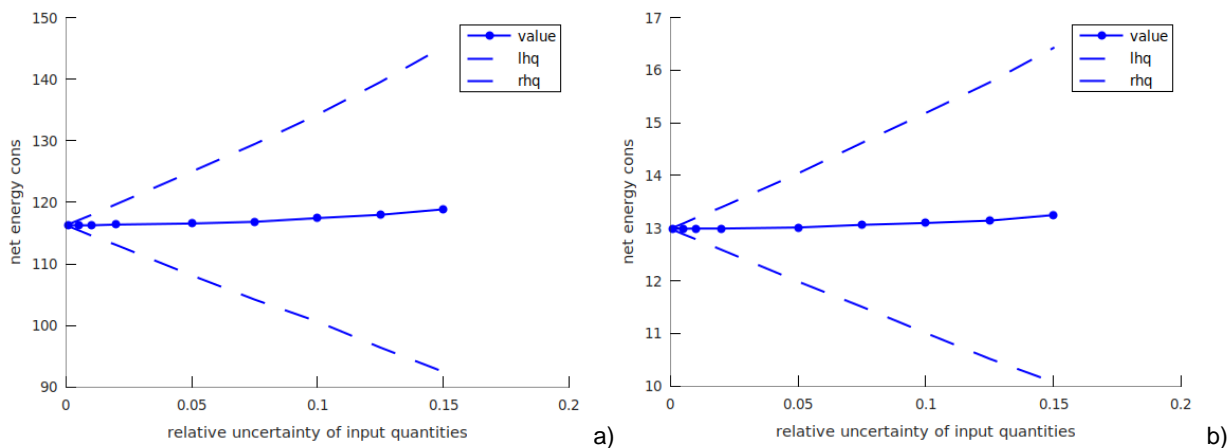 150
140
130
120
110
100
90
net energy cons
0
0.05
0.1
0.15
0.2
relative uncertainty of input quantities
value
lhq
rhq
a)
17
16
15
14
13
12
11
10
net energy cons
0
0.05
0.1
0.15
0.2
relative uncertainty of input quantities
value
lhq
rhq
b)